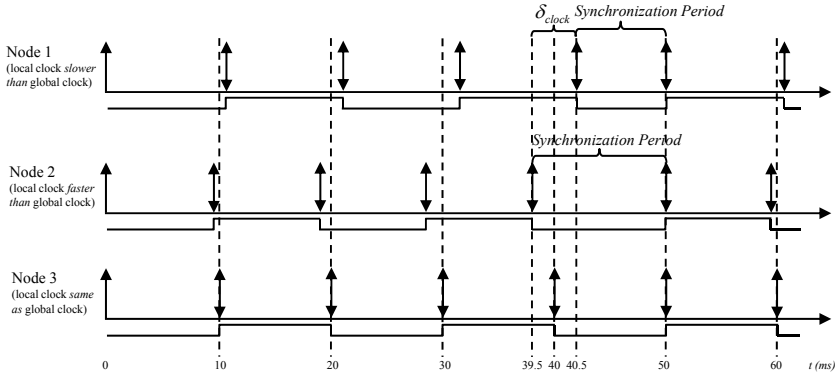 δclock Synchronization Period
Node 1
(local clock slower
than global clock)
Synchronization Period
Node 2
(local clock faster
than global clock)
Node 3
(local clock same
as global clock)
0 10 20 30 39.5 40 40.5 50 60 t (ms)